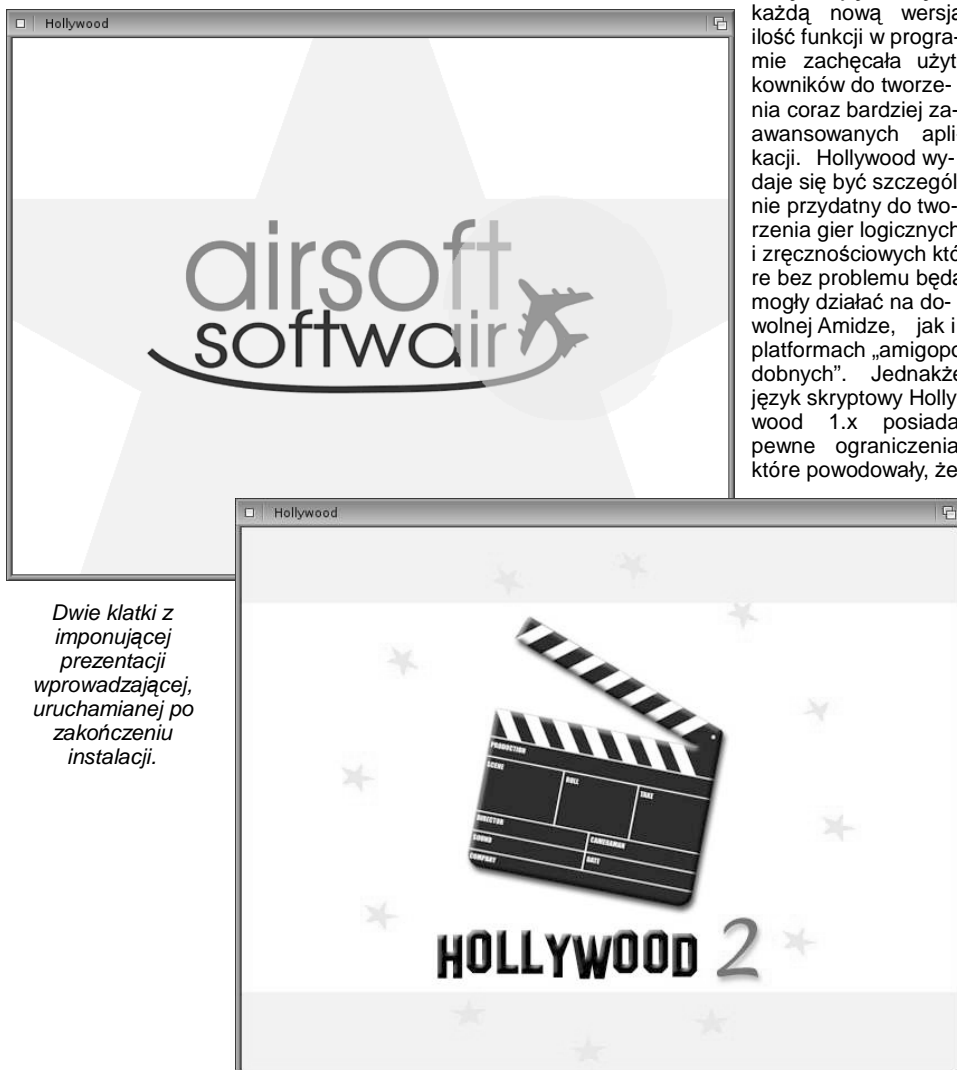 Hollywood
airsoft
softwair
każdą nową wersją
ilość funkcji w progra-
mie zachęcała użyt
kowników do tworze-
nia coraz bardziej za-
awansowanych apli-
kacji. Hollywood wy-
daje się być szczegól
nie przydatny do two-
rzenia gier logicznych
i zręcznościowych któ
re bez problemu będą
mogły działać na do-
wolnej Amidze, jak i
platformach „amigopo
dobnych”. Jednakże
język skryptowy Holly
wood 1.x posiada
pewne ograniczenia
które powodowały, że
Dwie klatki z
imponującej
prezentacji
wprowadzającej,
uruchamianej po
zakończeniu
instalacji.
Hollywood
PRODUCTION
SCENE
ROLL
TAKE
DIRECTOR
SOUND
CAMERAMAN
COMPANY
DATE
HOLLYWOOD 2